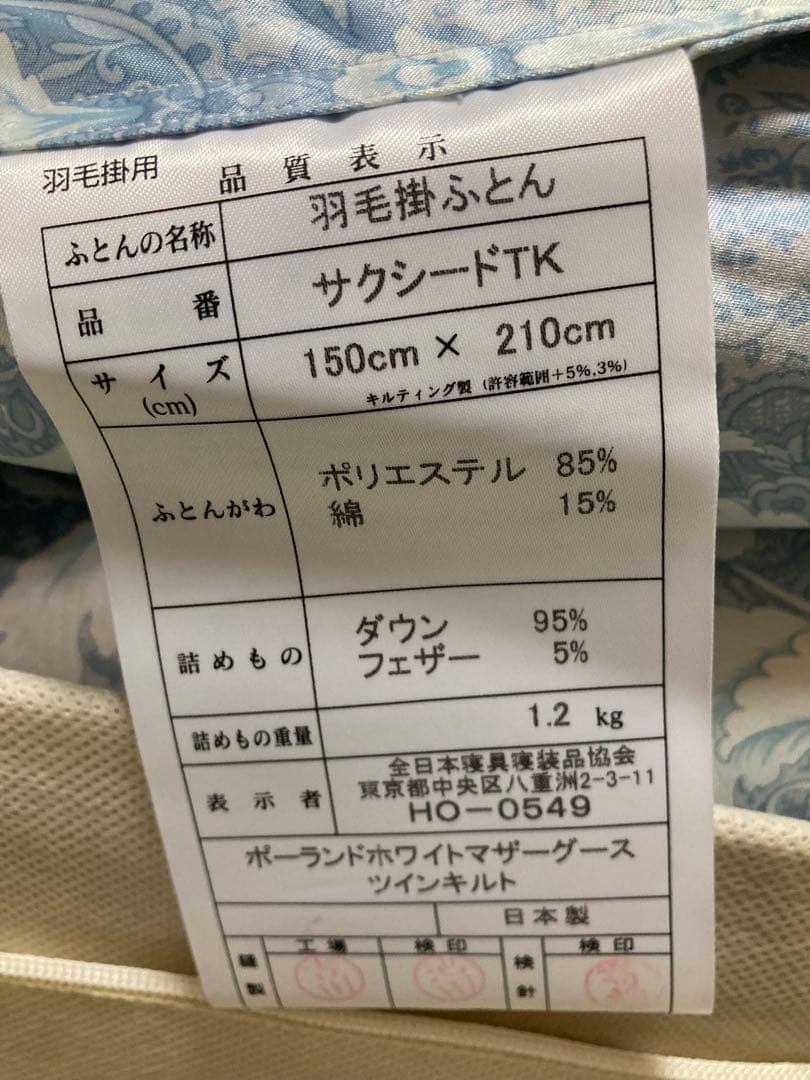 羽毛掛用 品質表示
ふとんの名称 羽毛掛ふとん
品番 サクシードTK
サイズ(cm) 150cm × 210cm
キルティング製(許容範囲+5%,3%)
ふとんがわ ポリエステル 85%
綿 15%
詰めもの ダウン 95%
フェザー 5%
詰めもの重量 1.2 kg
表示者 全日本寝具寝装品協会
東京都中央区八重洲2-3-11
HO-0549
ポーランドホワイトマザーグース
ツインキルト
日本製
縫製 工場 検印 検針 検印